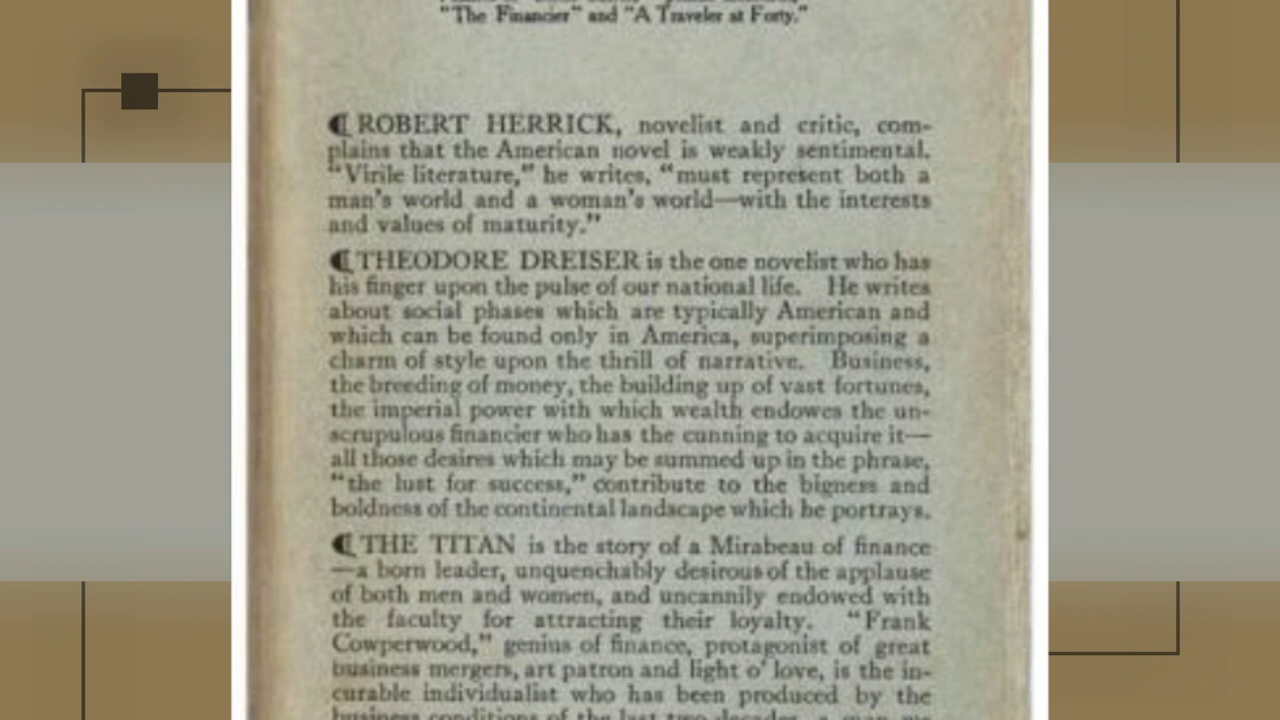 "The Financier" and "A Traveler at Forty."
¶ ROBERT HERRICK, novelist and critic, com-
plains that the American novel is weakly sentimental.
"Virile literature," he writes, "must represent both a
man's world and a woman's world—with the interests
and values of maturity."
¶ THEODORE DREISER is the one novelist who has
his finger upon the pulse of our national life. He writes
about social phases which are typically American and
which can be found only in America, superimposing a
charm of style upon the thrill of narrative. Business,
the breeding of money, the building up of vast fortunes,
the imperial power with which wealth endowes the un-
scrupulous financier who has the cunning to acquire it—
all those desires which may be summed up in the phrase,
"the lust for success," contribute to the bigness and
boldness of the continental landscape which he portrays.
¶ THE TITAN is the story of a Mirabeau of finance
—a born leader, unquenchably desirous of the applause
of both men and women, and uncannily endowed with
the faculty for attracting their loyalty. "Frank
Cowperwood," genius of finance, protagonist of great
business mergers, art patron and light o' love, is the in-
curable individualist who has been produced by the
business conditions of the last two decades, a man